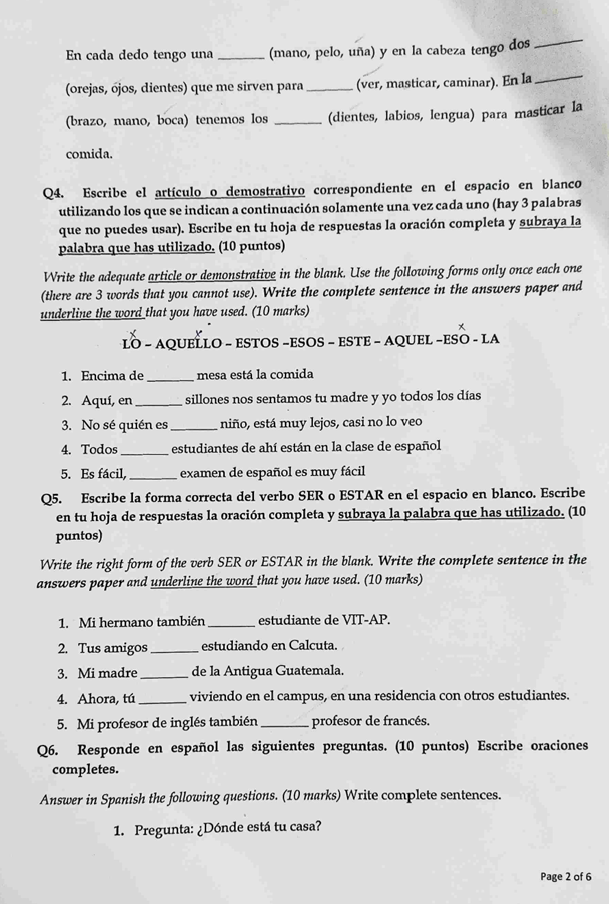 En cada dedo tengo una ______ (mano, pelo, uña) y en la cabeza tengo dos ______
(orejas, ojos, dientes) que me sirven para ______ (ver, masticar, caminar). En la ______
(brazo, mano, boca) tenemos los ______ (dientes, labios, lengua) para masticar la
comida.
Q4. Escribe el artículo o demostrativo correspondiente en el espacio en blanco
utilizando los que se indican a continuación solamente una vez cada uno (hay 3 palabras
que no puedes usar). Escribe en tu hoja de respuestas la oración completa y subraya la
palabra que has utilizado. (10 puntos)
Write the adequate article or demonstrative in the blank. Use the following forms only once each one
(there are 3 words that you cannot use). Write the complete sentence in the answers paper and
underline the word that you have used. (10 marks)
LO – AQUELLO – ESTOS –ESOS – ESTE – AQUEL –ESO - LA
1. Encima de ______ mesa está la comida
2. Aquí, en ______ sillones nos sentamos tu madre y yo todos los días
3. No sé quién es ______ niño, está muy lejos, casi no lo veo
4. Todos ______ estudiantes de ahí están en la clase de español
5. Es fácil, ______ examen de español es muy fácil
Q5. Escribe la forma correcta del verbo SER o ESTAR en el espacio en blanco. Escribe
en tu hoja de respuestas la oración completa y subraya la palabra que has utilizado. (10
puntos)
Write the right form of the verb SER or ESTAR in the blank. Write the complete sentence in the
answers paper and underline the word that you have used. (10 marks)
1. Mi hermano también ______ estudiante de VIT-AP.
2. Tus amigos ______ estudiando en Calcuta.
3. Mi madre ______ de la Antigua Guatemala.
4. Ahora, tú ______ viviendo en el campus, en una residencia con otros estudiantes.
5. Mi profesor de inglés también ______ profesor de francés.
Q6. Responde en español las siguientes preguntas. (10 puntos) Escribe oraciones
completes.
Answer in Spanish the following questions. (10 marks) Write complete sentences.
1. Pregunta: ¿Dónde está tu casa?
Page 2 of 6